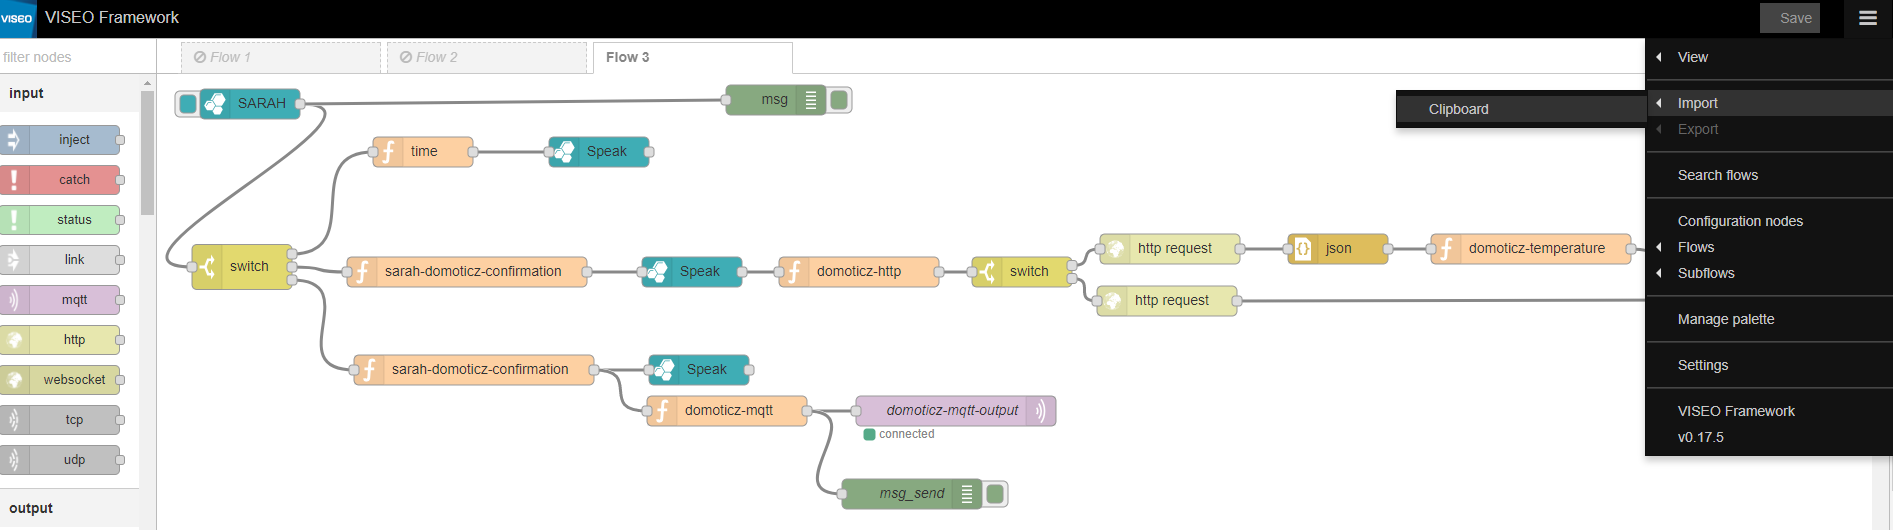 VISEO
VISEO Framework
Save
filter nodes
Flow 1
Flow 2
Flow 3
input
inject
catch
status
link
mqtt
http
websocket
tcp
udp
output
SARAH
msg
time
Speak
switch
sarah-domoticz-confirmation
Speak
domoticz-http
switch
http request
json
domoticz-temperature
http request
sarah-domoticz-confirmation
Speak
domoticz-mqtt
domoticz-mqtt-output
connected
msg_send
View
Import
Clipboard
Export
Search flows
Configuration nodes
Flows
Subflows
Manage palette
Settings
VISEO Framework
v0.17.5